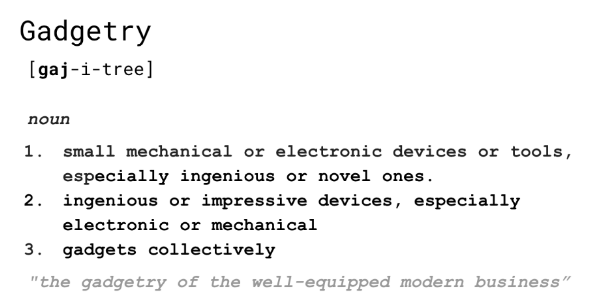 Gadgetry
[gaj-i-tree]
noun
1. small mechanical or electronic devices or tools,
especially ingenious or novel ones.
2. ingenious or impressive devices, especially
electronic or mechanical
3. gadgets collectively
"the gadgetry of the well-equipped modern business”